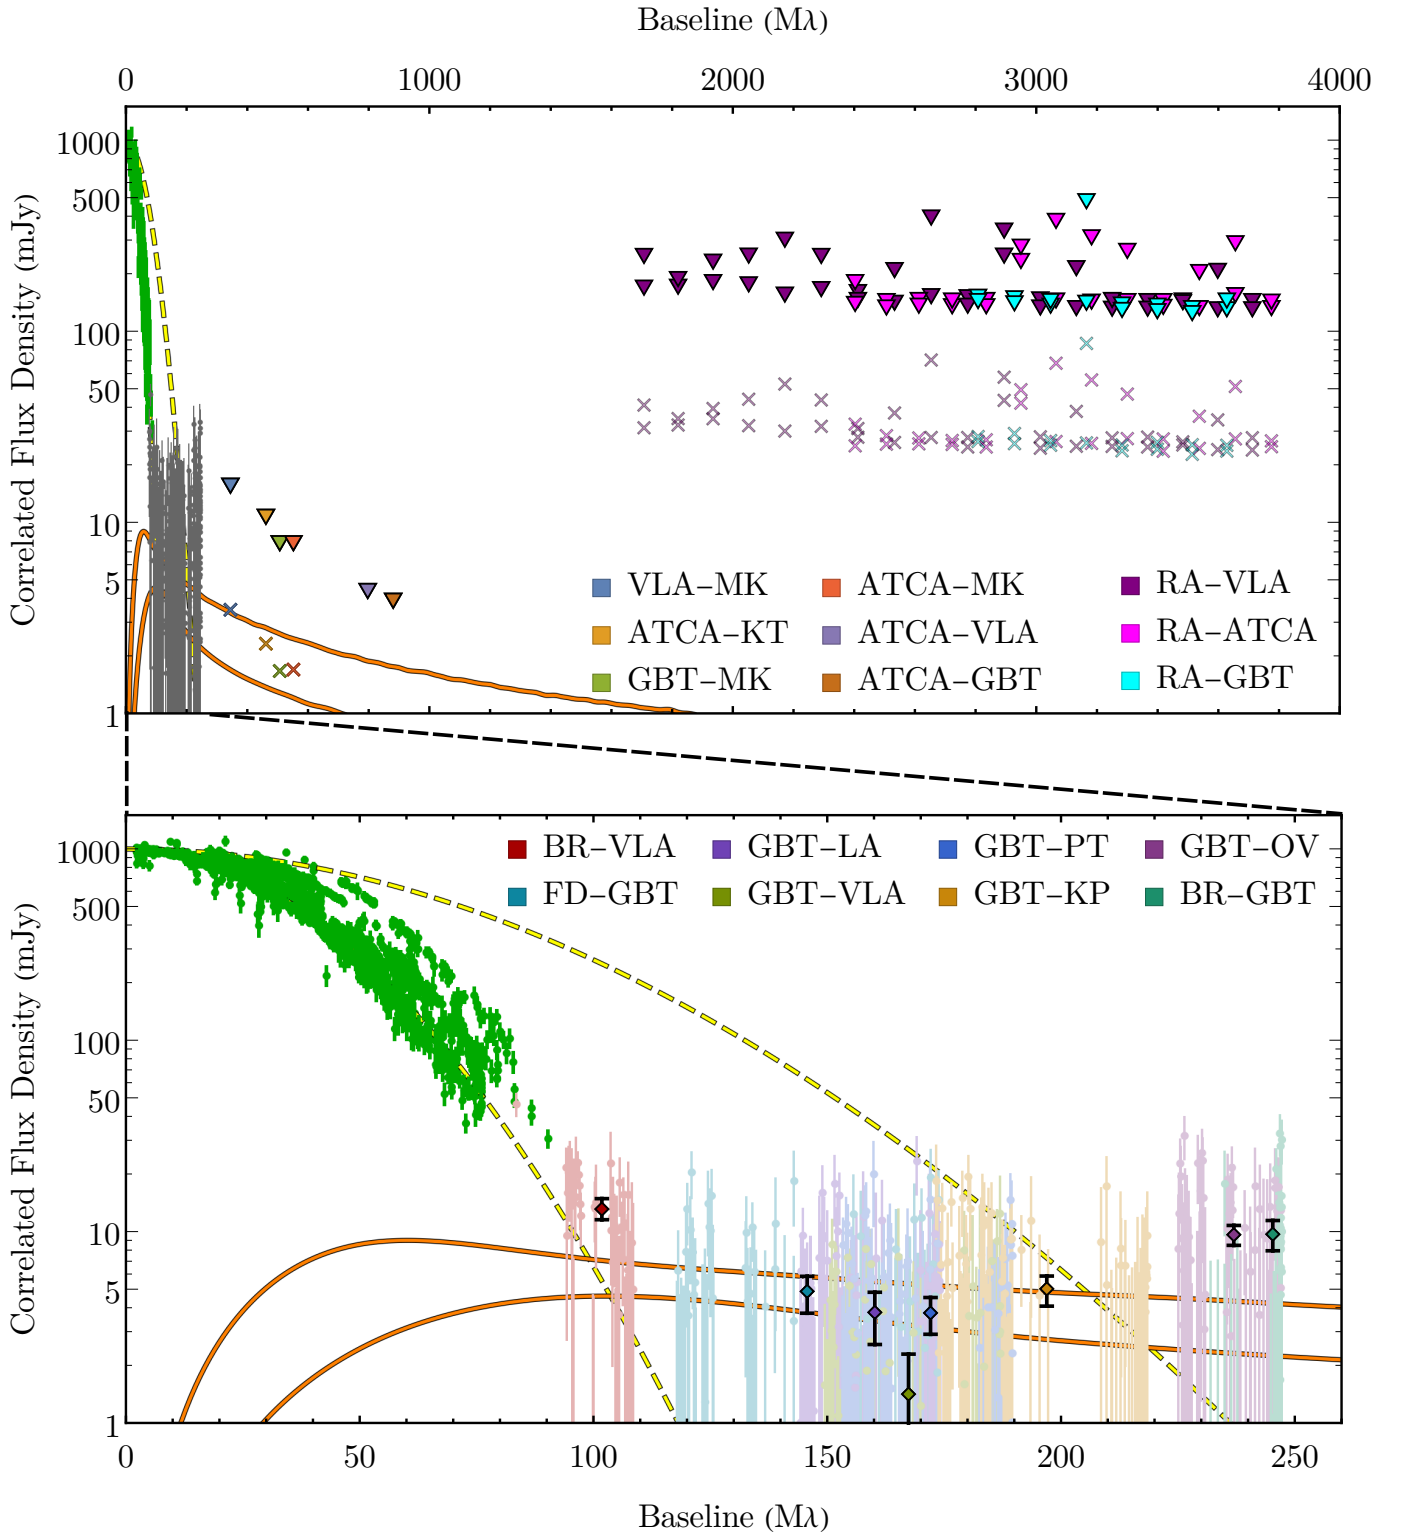 Baseline (Mλ)
0 1000 2000 3000 4000
Correlated Flux Density (mJy)
1000
500
100
50
10
5
1
VLA–MK ATCA–MK RA–VLA
ATCA–KT ATCA–VLA RA–ATCA
GBT–MK ATCA–GBT RA–GBT
Correlated Flux Density (mJy)
1000
500
100
50
10
5
1
BR–VLA GBT–LA GBT–PT GBT–OV
FD–GBT GBT–VLA GBT–KP BR–GBT
0 50 100 150 200 250
Baseline (Mλ)